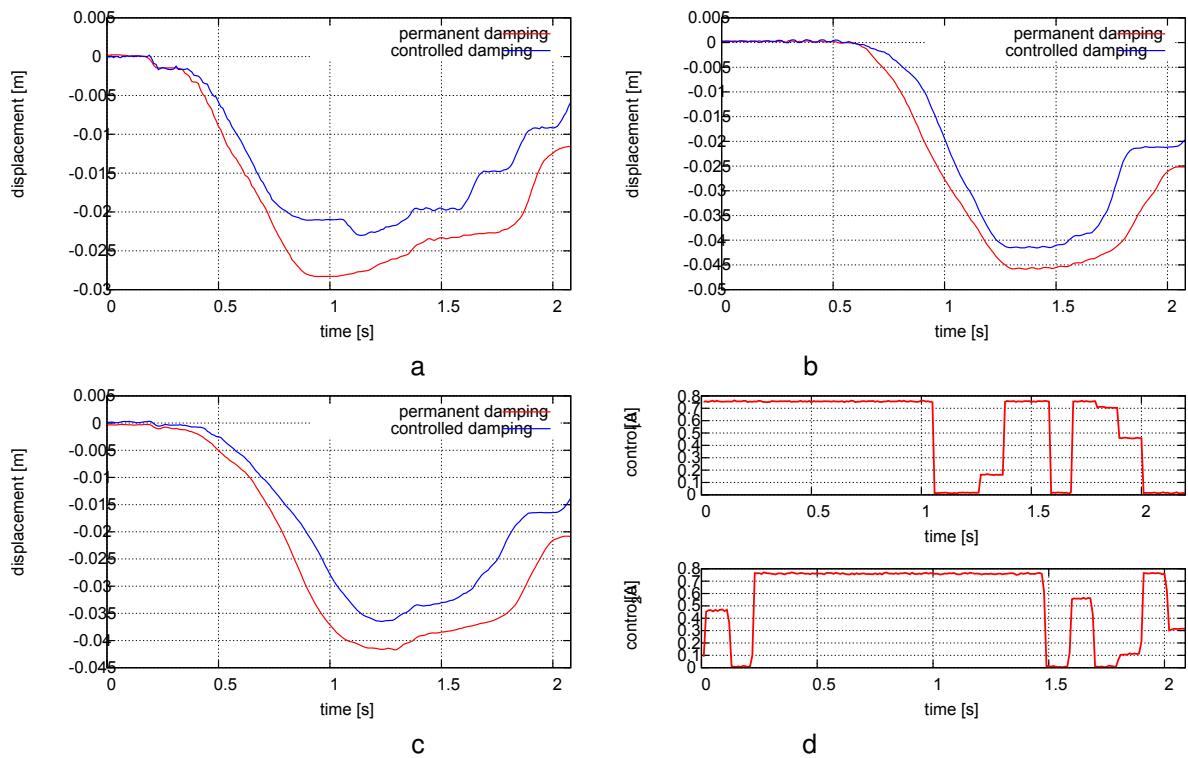 0.005
0
-0.005
-0.01
-0.015
-0.02
-0.025
-0.03
displacement [m]
permanent damping
controlled damping
0 0.5 1 1.5 2
time [s]
a
0.005
0
-0.005
-0.01
-0.015
-0.02
-0.025
-0.03
-0.035
-0.04
-0.045
-0.05
displacement [m]
permanent damping
controlled damping
0 0.5 1 1.5 2
time [s]
b
0.005
0
-0.005
-0.01
-0.015
-0.02
-0.025
-0.03
-0.035
-0.04
-0.045
displacement [m]
permanent damping
controlled damping
0 0.5 1 1.5 2
time [s]
c
0.8
0.7
0.6
0.5
0.4
0.3
0.2
0.1
0
control1 [A]
0 0.5 1 1.5 2
time [s]
0.8
0.7
0.6
0.5
0.4
0.3
0.2
0.1
0
control2 [A]
0 0.5 1 1.5 2
time [s]
d